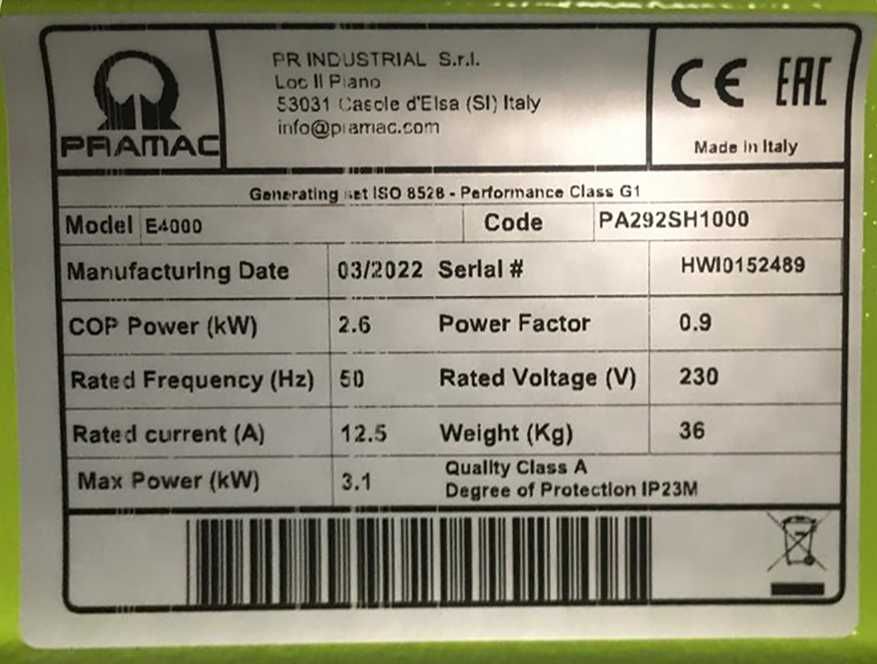 PRAMAC
PR INDUSTRIAL S.r.l.
Loc Il Piano
53031 Casole d'Elsa (SI) Italy
info@pramac.com
CE EAC
Made in Italy
Generating set ISO 8528 - Performance Class G1
Model E4000 Code PA292SH1000
Manufacturing Date 03/2022 Serial # HWI0152489
COP Power (kW) 2.6 Power Factor 0.9
Rated Frequency (Hz) 50 Rated Voltage (V) 230
Rated current (A) 12.5 Weight (Kg) 36
Max Power (kW) 3.1 Quality Class A
Degree of Protection IP23M